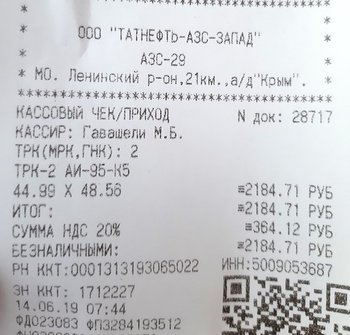 * * * * * * * * * * * * * * * * * * * *
ООО "ТАТНЕФТЬ-АЗС-ЗАПАД"
АЗС-29
* МО. Ленинский р-он,21км.,а/д"Крым". *
* * * * * * * * * * * * * * * * * * * *
КАССОВЫЙ ЧЕК/ПРИХОД N док: 28717
КАССИР: Гавашели М.Б.
ТРК(МРК,ГНК): 2
ТРК-2 АИ-95-К5
44.99 X 48.56 ≡2184.71 РУБ
ИТОГ: ≡2184.71 РУБ
СУММА НДС 20% ≡364.12 РУБ
БЕЗНАЛИЧНЫМИ: ≡2184.71 РУБ
РН ККТ:0001313193065022 ИНН:5009053687
ЗН ККТ: 1712227
14.06.19 07:44
ФД023083 ФП3284193512